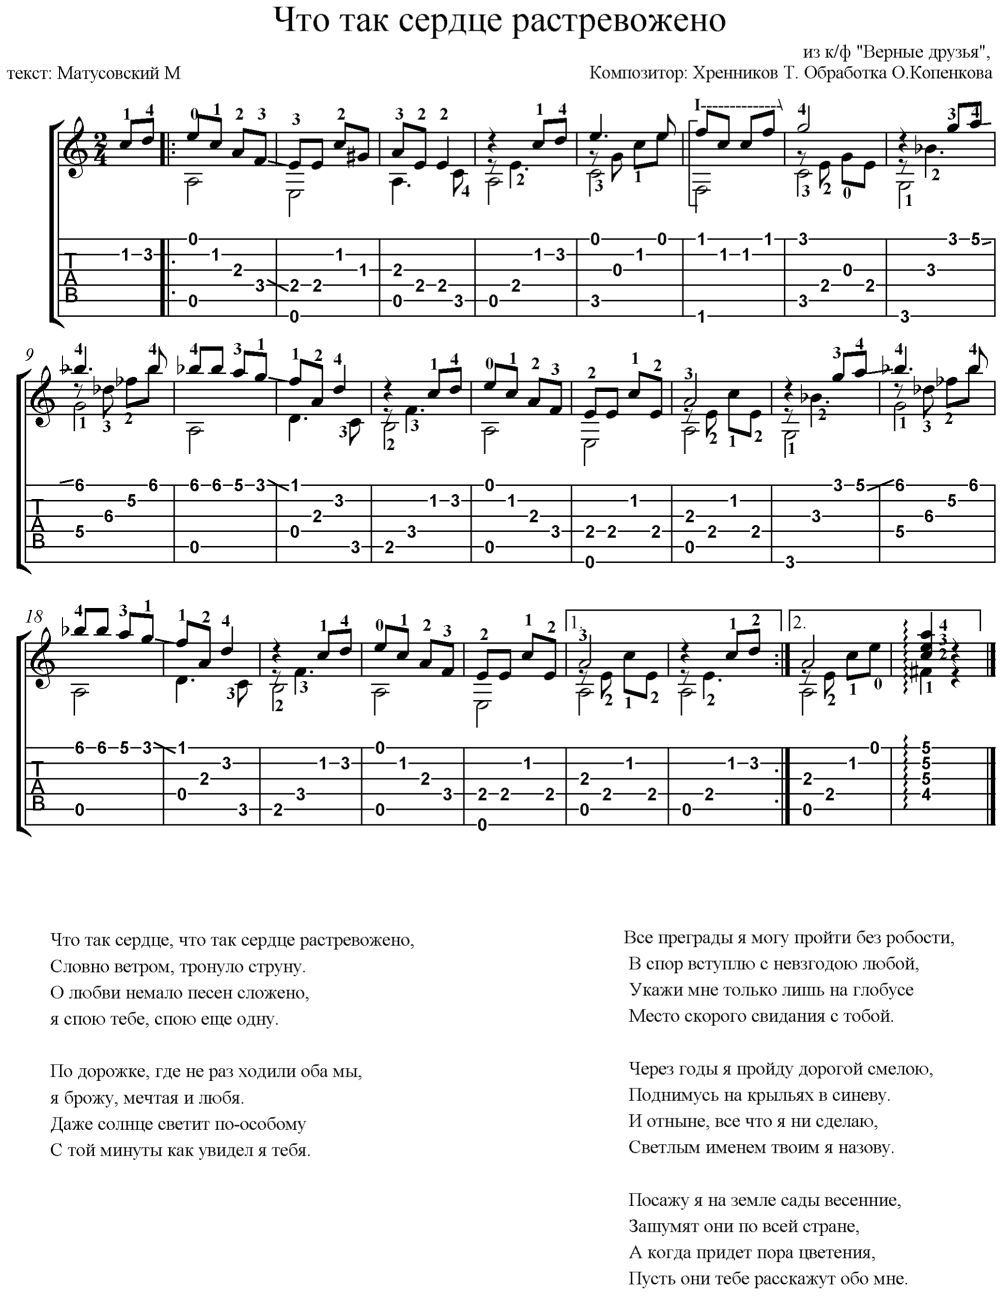 Что так сердце растревожено
из к/ф "Верные друзья",
текст: Матусовский М
Композитор: Хренников Т. Обработка О.Копенкова
Что так сердце, что так сердце растревожено,
Словно ветром, тронуло струну.
О любви немало песен сложено,
я спою тебе, спою еще одну.
По дорожке, где не раз ходили оба мы,
я брожу, мечтая и любя.
Даже солнце светит по-особому
С той минуты как увидел я тебя.
Все преграды я могу пройти без робости,
В спор вступлю с невзгодою любой,
Укажи мне только лишь на глобусе
Место скорого свидания с тобой.
Через годы я пройду дорогой смелою,
Поднимусь на крыльях в синеву.
И отныне, все что я ни сделаю,
Светлым именем твоим я назову.
Посажу я на земле сады весенние,
Зашумят они по всей стране,
А когда придет пора цветения,
Пусть они тебе расскажут обо мне.